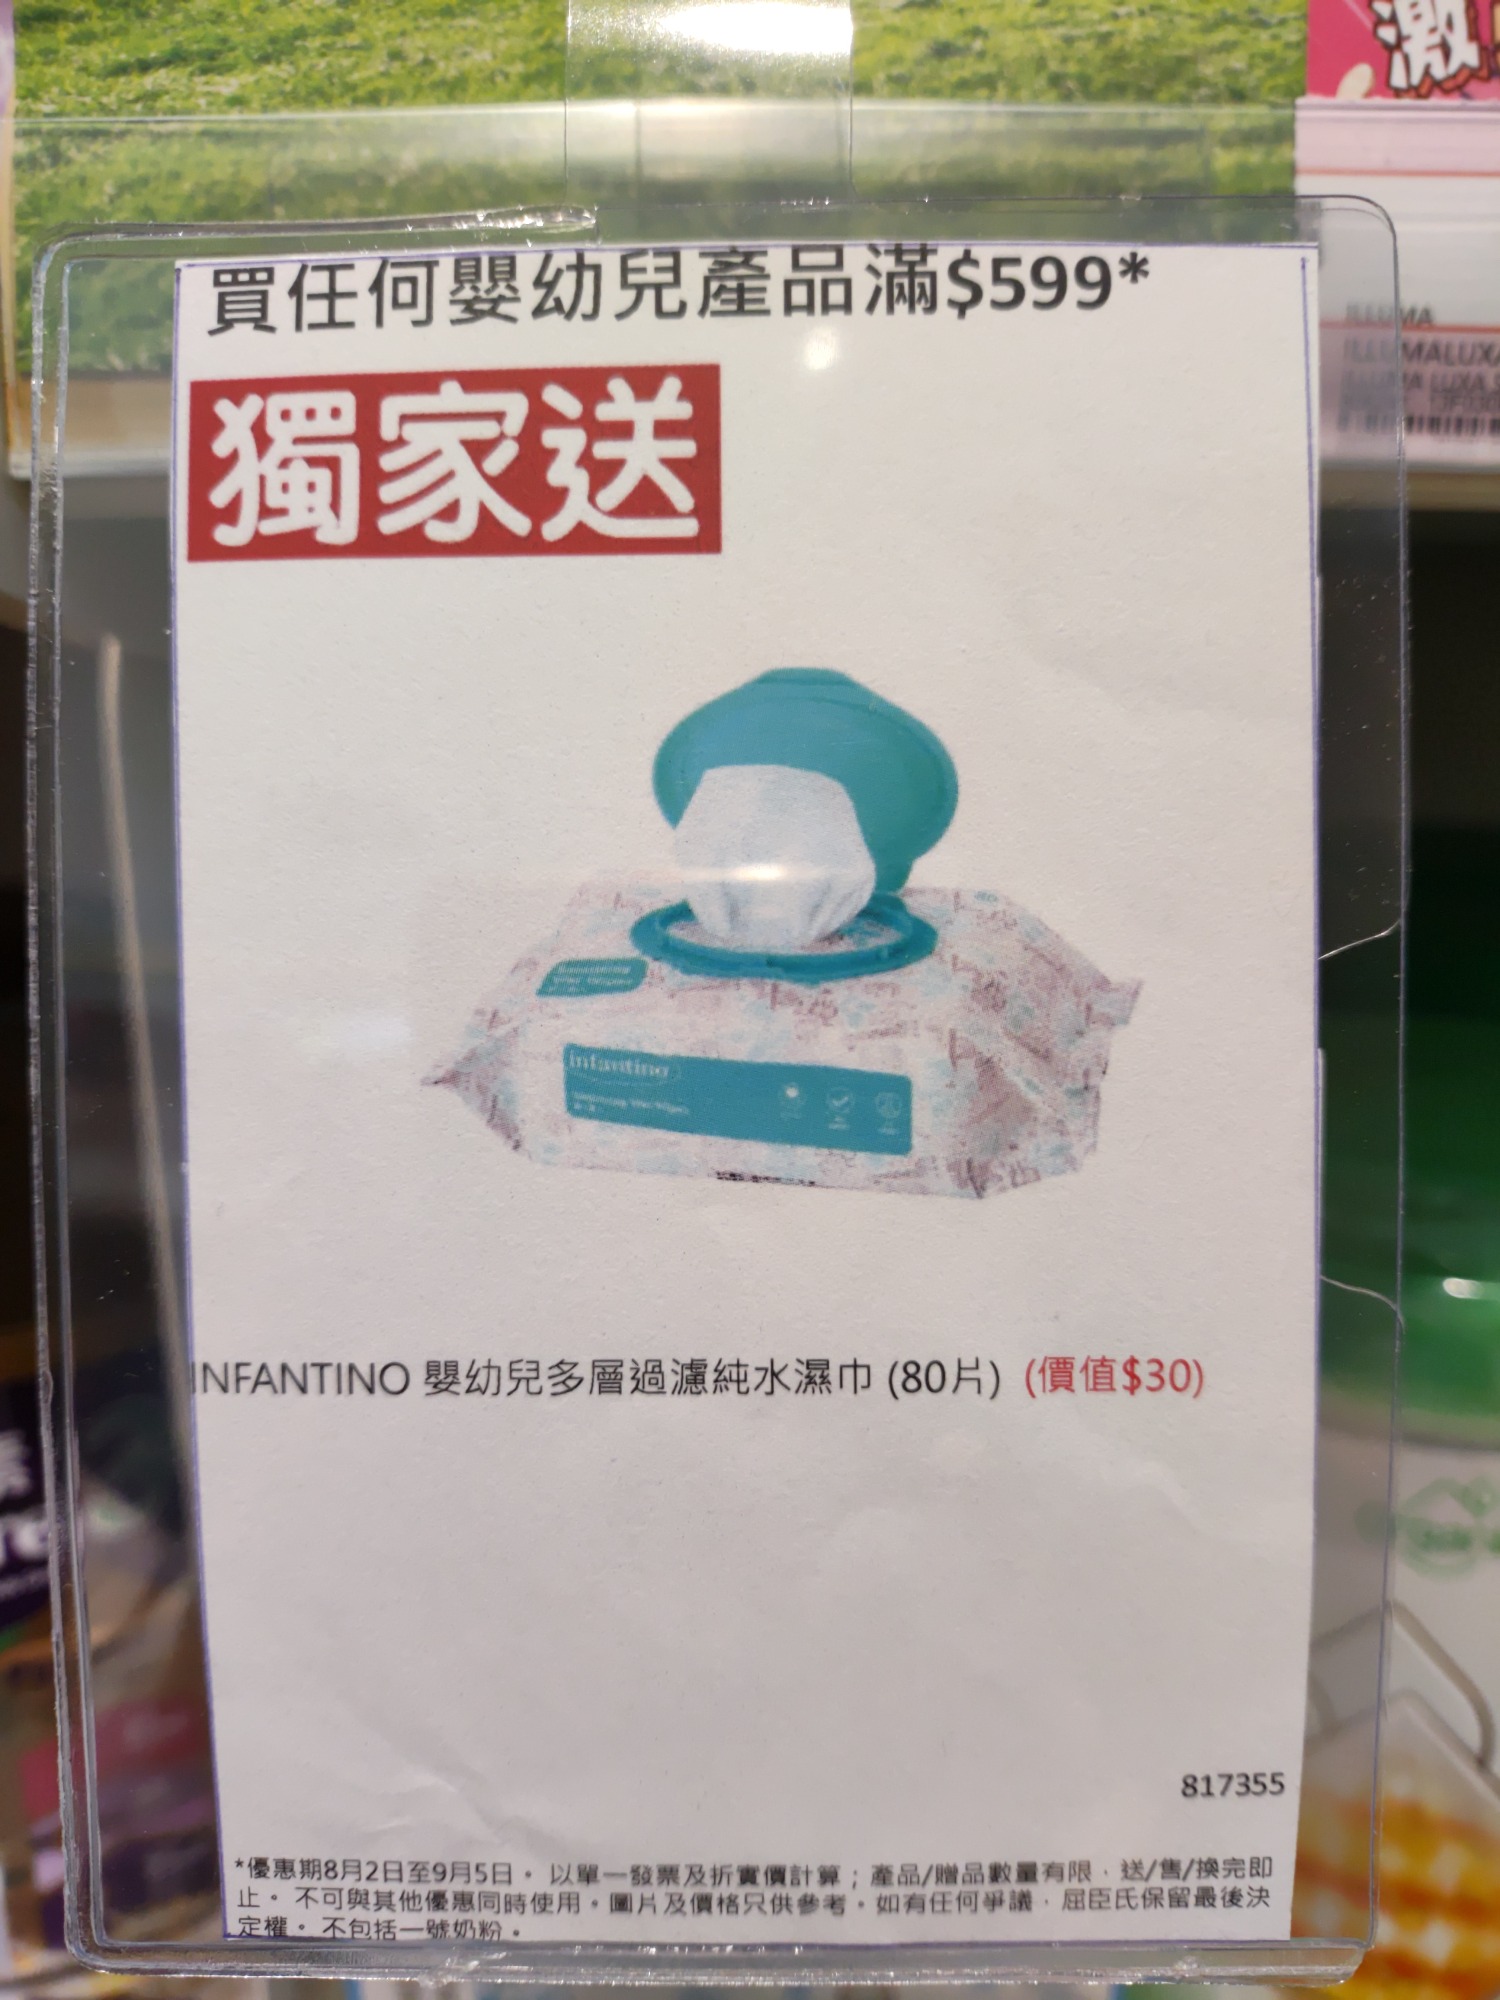 激
買任何嬰幼兒產品滿$599*
獨家送
ILLUMA
infantino
INFANTINO 嬰幼兒多層過濾純水濕巾 (80片) (價值$30)
817355
*優惠期8月2日至9月5日。 以單一發票及折實價計算；產品/贈品數量有限，送/售/換完即
止。 不可與其他優惠同時使用。圖片及價格只供參考。如有任何爭議，屈臣氏保留最後決
定權。 不包括一號奶粉。